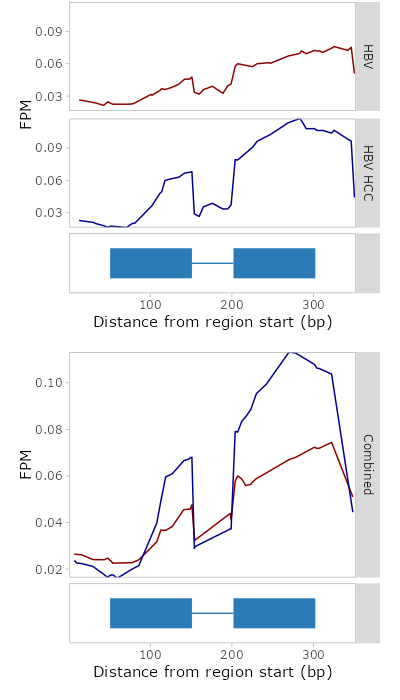 0.09
0.06
0.03
HBV
FPM
0.09
0.06
0.03
HBV HCC
100
200
300
Distance from region start (bp)
0.10
0.08
0.06
0.04
0.02
FPM
Combined
100
200
300
Distance from region start (bp)